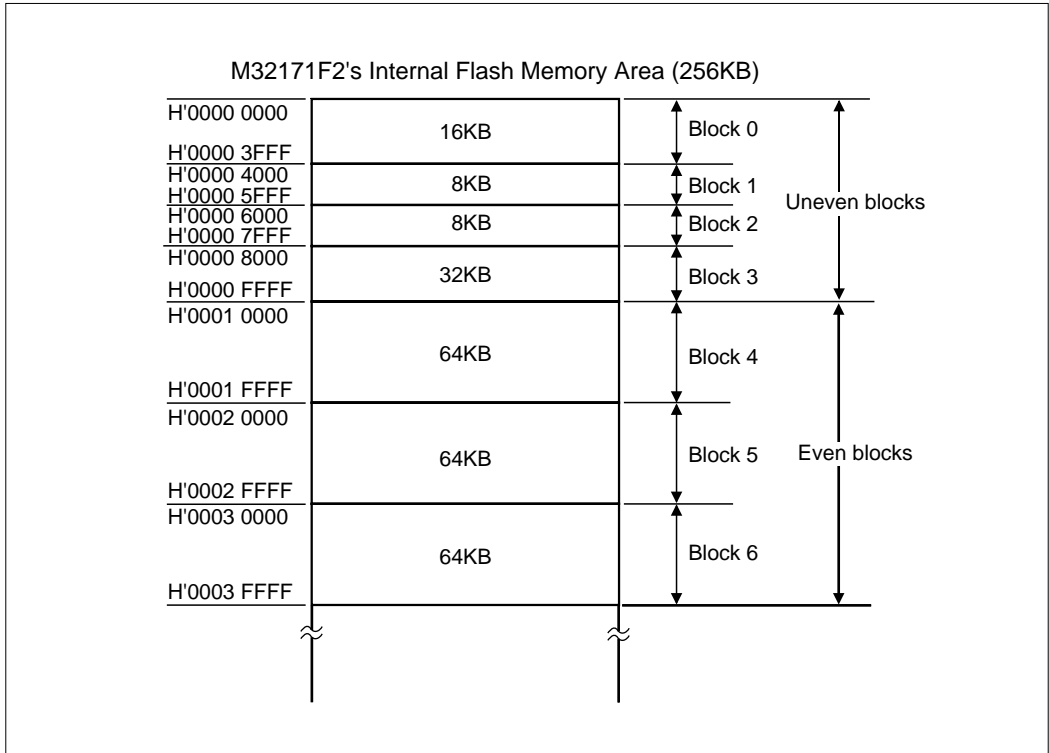 M32171F2's Internal Flash Memory Area (256KB)
H'0000 0000
16KB
Block 0
H'0000 3FFF
H'0000 4000
8KB
Block 1
H'0000 5FFF
Uneven blocks
H'0000 6000
8KB
Block 2
H'0000 7FFF
H'0000 8000
32KB
Block 3
H'0000 FFFF
H'0001 0000
64KB
Block 4
H'0001 FFFF
H'0002 0000
64KB
Block 5
Even blocks
H'0002 FFFF
H'0003 0000
64KB
Block 6
H'0003 FFFF